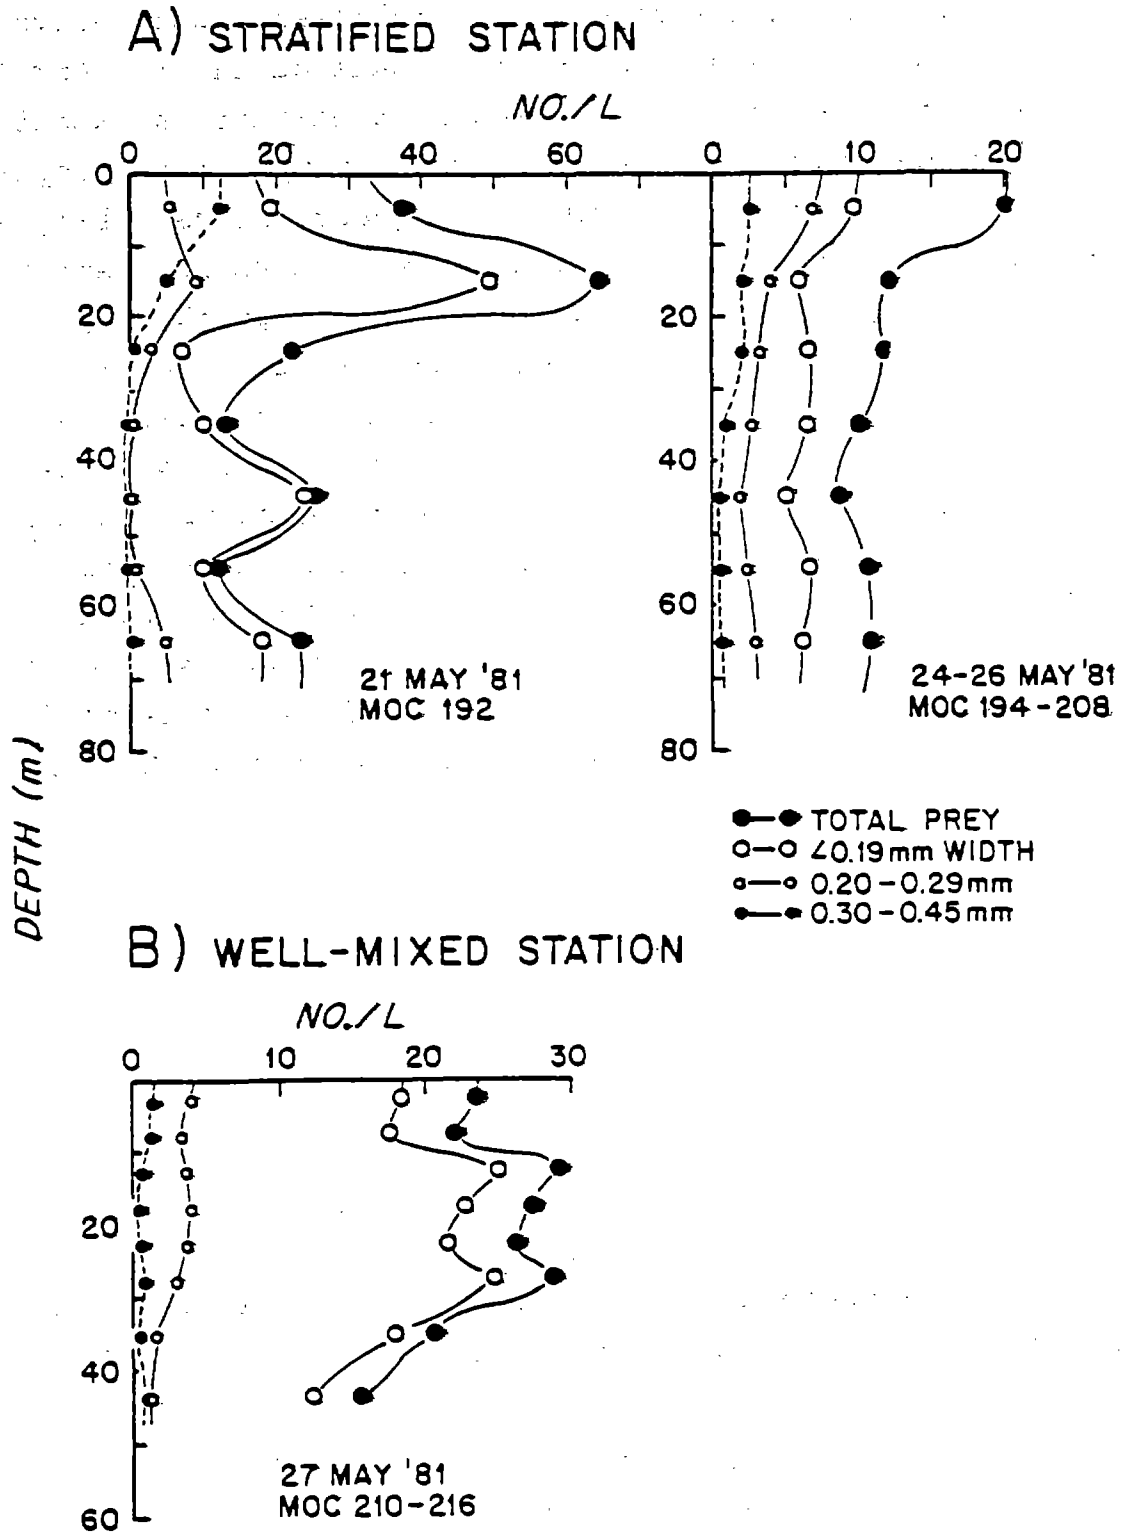 A) STRATIFIED STATION
NO./L
0 20 40 60 0 10 20
0
20
40
60
80
20
40
60
80
21 MAY '81
MOC 192
24-26 MAY '81
MOC 194-208
DEPTH (m)
TOTAL PREY
<0.19mm WIDTH
0.20-0.29mm
0.30-0.45mm
B) WELL-MIXED STATION
NO./L
0 10 20 30
20
40
60
27 MAY '81
MOC 210-216